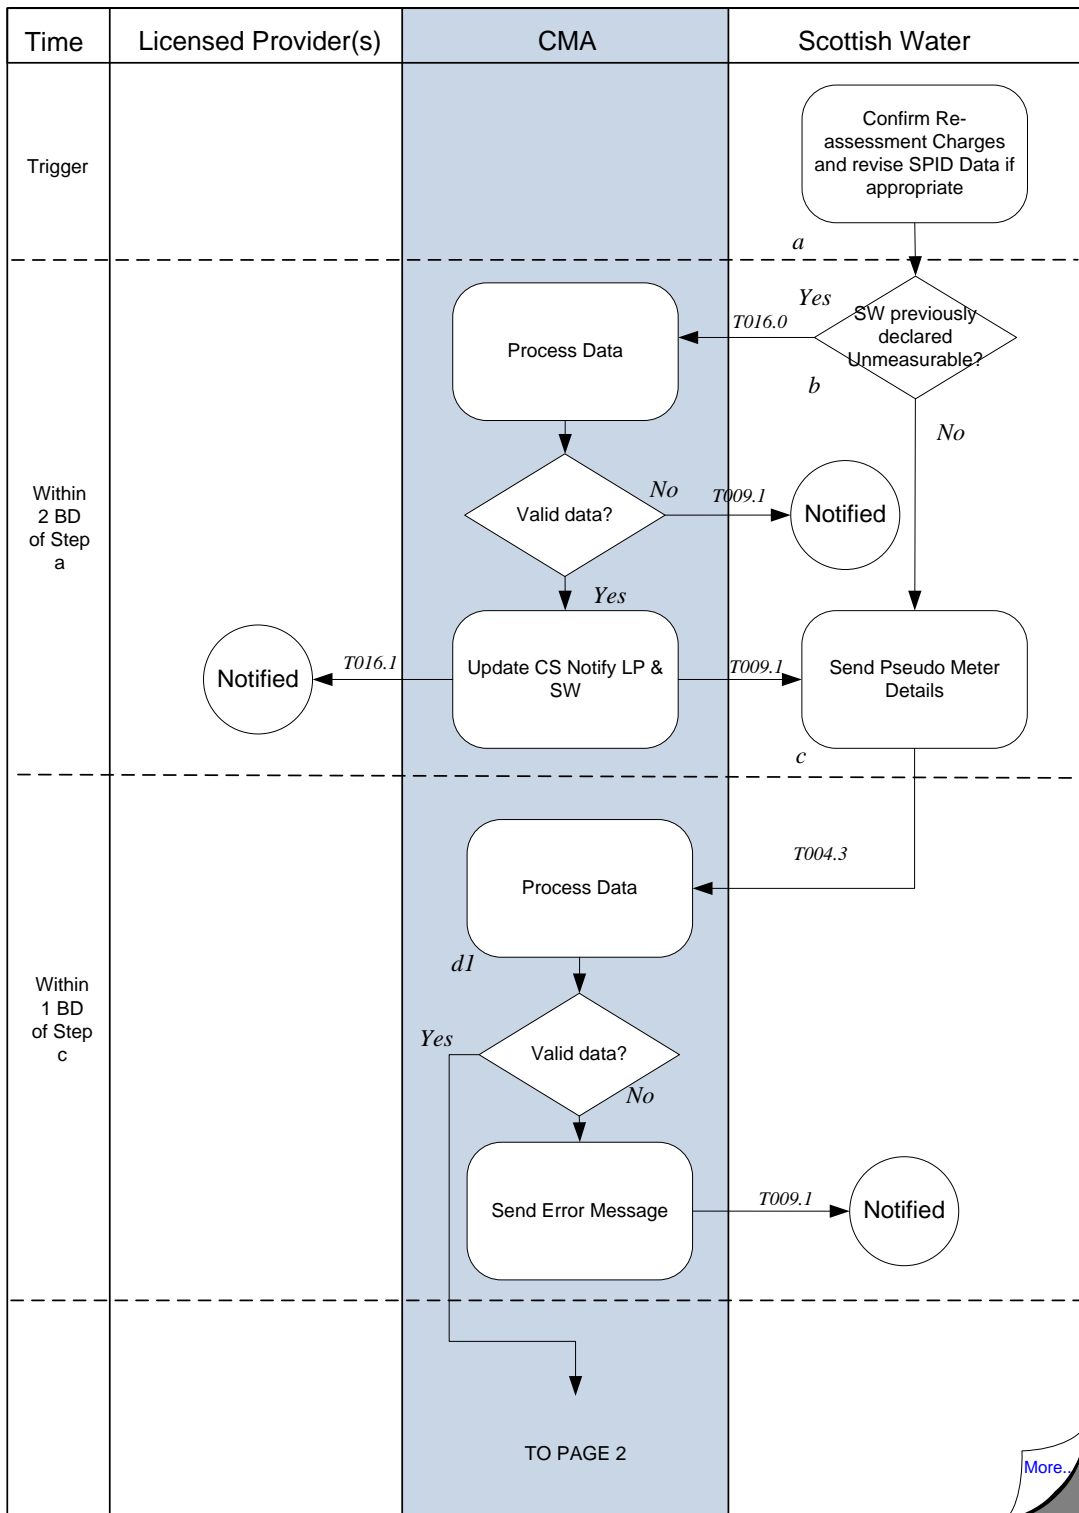 Time
Licensed Provider(s)
CMA
Scottish Water
Trigger
Confirm Re-
assessment Charges
and revise SPID Data if
appropriate
a
Yes
T016.0
SW previously
declared
Unmeasurable?
b
No
Process Data
Within
2 BD
of Step
a
Valid data?
No
T009.1
Notified
Yes
Notified
T016.1
Update CS Notify LP &
SW
T009.1
Send Pseudo Meter
Details
c
T004.3
Process Data
d1
Within
1 BD
of Step
c
Yes
Valid data?
No
Send Error Message
T009.1
Notified
TO PAGE 2
More..